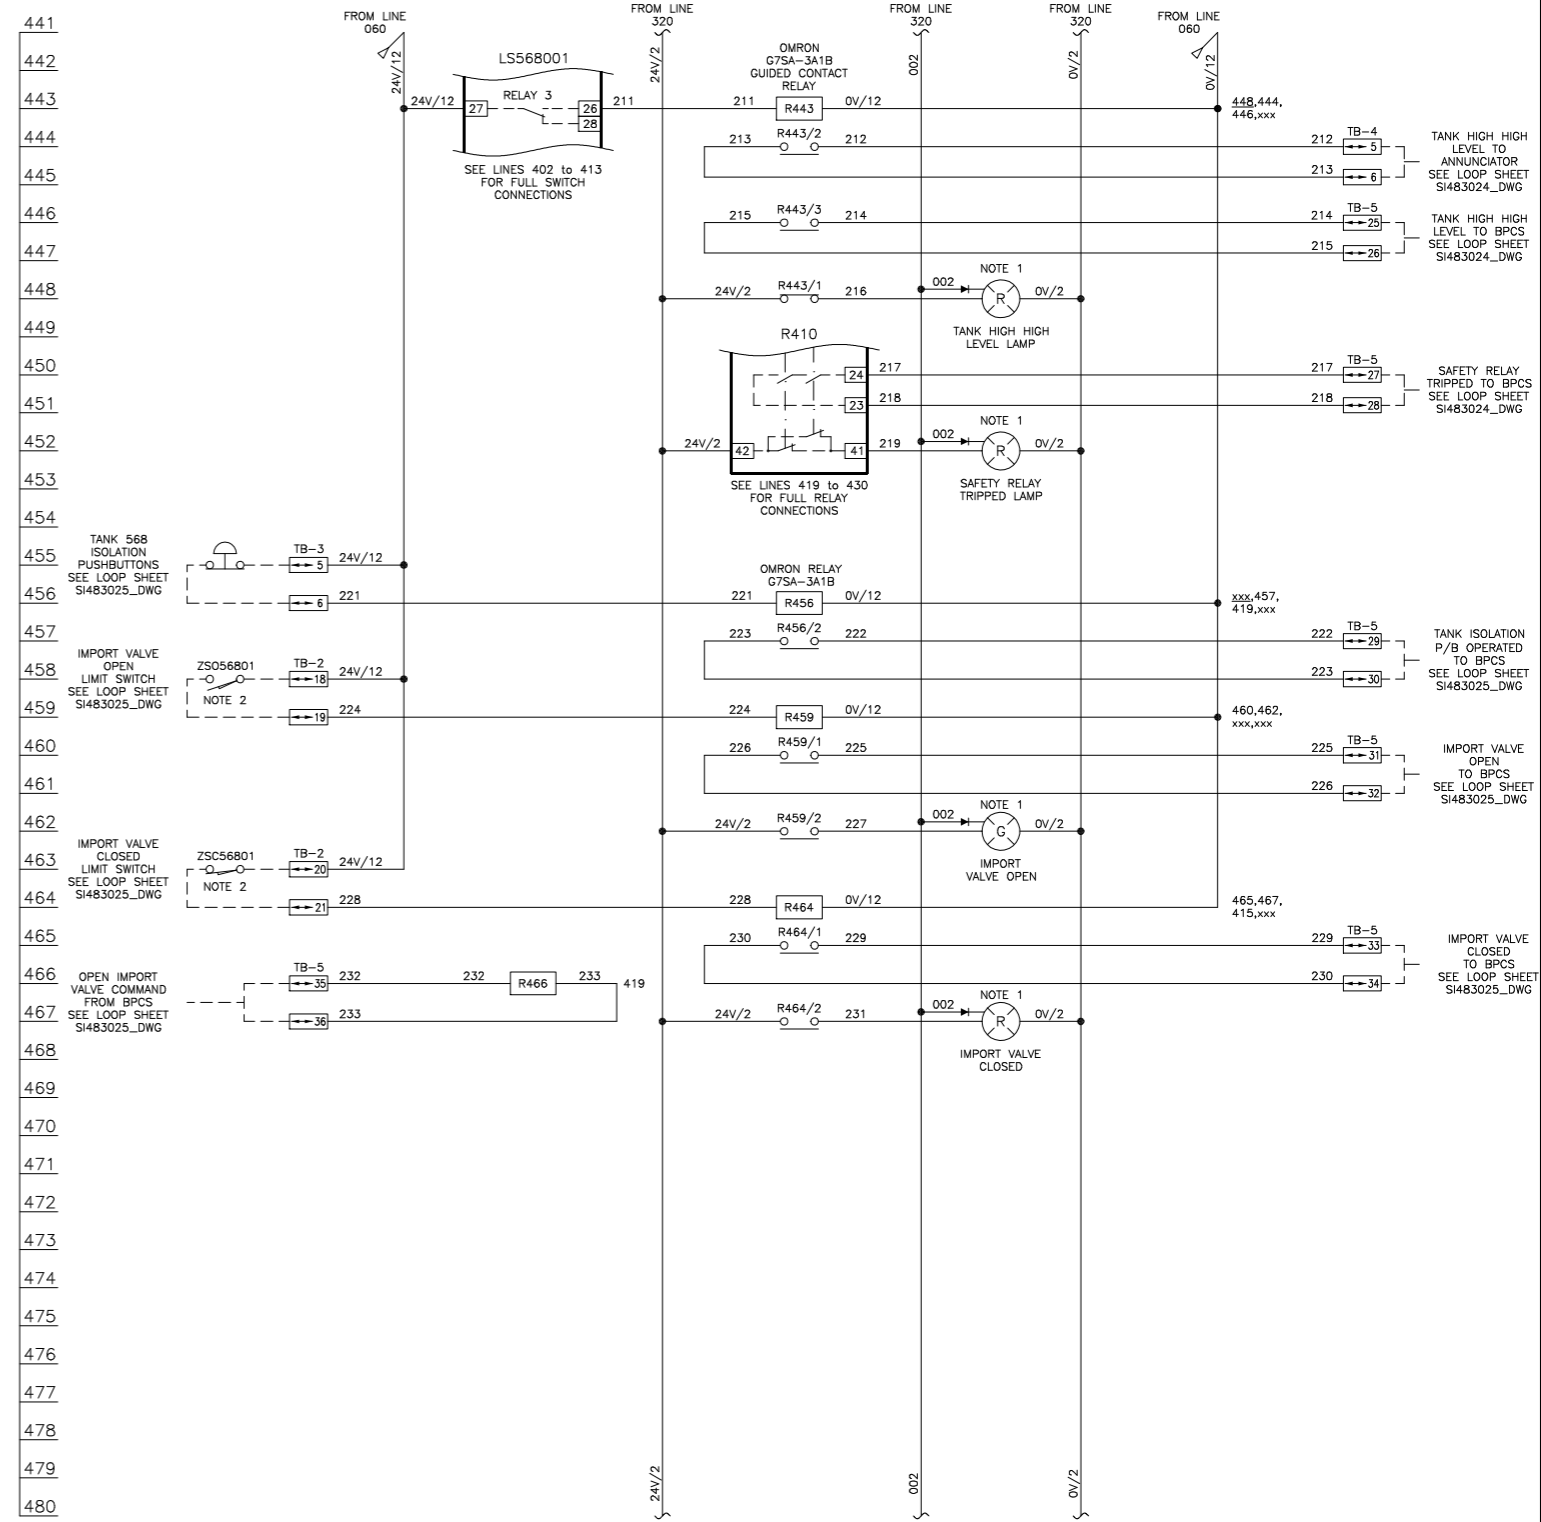 FROM LINE
060
FROM LINE
320
FROM LINE
320
FROM LINE
320
FROM LINE
060
441
442
24V/12
LS568001
24V/2
OMRON
G7SA-3A1B
GUIDED CONTACT
RELAY
002
0V/2
0V/12
443
24V/12
27
RELAY 3
26
28
211
211
R443
0V/12
448,444,
446,xxx
SEE LINES 402 to 413
FOR FULL SWITCH
CONNECTIONS
444
213
R443/2
212
212
TB-4
5
TANK HIGH HIGH
LEVEL TO
ANNUNCIATOR
SEE LOOP SHEET
SI483024_DWG
445
213
6
446
215
R443/3
214
214
TB-5
25
TANK HIGH HIGH
LEVEL TO BPCS
SEE LOOP SHEET
SI483024_DWG
447
215
26
448
24V/2
R443/1
216
002
NOTE 1
R
0V/2
TANK HIGH HIGH
LEVEL LAMP
449
R410
450
24
217
217
TB-5
27
SAFETY RELAY
TRIPPED TO BPCS
SEE LOOP SHEET
SI483024_DWG
451
23
218
218
28
452
24V/2
42
41
219
002
NOTE 1
R
0V/2
SAFETY RELAY
TRIPPED LAMP
453
SEE LINES 419 to 430
FOR FULL RELAY
CONNECTIONS
454
455
TANK 568
ISOLATION
PUSHBUTTONS
SEE LOOP SHEET
SI483025_DWG
TB-3
5
24V/12
456
6
221
OMRON RELAY
G7SA-3A1B
221
R456
0V/12
xxx,457,
419,xxx
457
223
R456/2
222
222
TB-5
29
TANK ISOLATION
P/B OPERATED
TO BPCS
SEE LOOP SHEET
SI483025_DWG
458
IMPORT VALVE
OPEN
LIMIT SWITCH
SEE LOOP SHEET
SI483025_DWG
ZSO56801
NOTE 2
TB-2
18
24V/12
223
30
459
19
224
224
R459
0V/12
460,462,
xxx,xxx
460
226
R459/1
225
225
TB-5
31
IMPORT VALVE
OPEN
TO BPCS
SEE LOOP SHEET
SI483025_DWG
461
226
32
462
24V/2
R459/2
227
002
NOTE 1
G
0V/2
IMPORT
VALVE OPEN
463
IMPORT VALVE
CLOSED
LIMIT SWITCH
SEE LOOP SHEET
SI483025_DWG
ZSC56801
NOTE 2
TB-2
20
24V/12
464
21
228
228
R464
0V/12
465,467,
415,xxx
465
230
R464/1
229
229
TB-5
33
IMPORT VALVE
CLOSED
TO BPCS
SEE LOOP SHEET
SI483025_DWG
466
OPEN IMPORT
VALVE COMMAND
FROM BPCS
SEE LOOP SHEET
SI483025_DWG
TB-5
35
232
232
R466
233
419
230
34
467
36
233
24V/2
R464/2
231
002
NOTE 1
R
0V/2
IMPORT VALVE
CLOSED
468
469
470
471
472
473
474
475
476
477
478
479
24V/2
002
0V/2
480